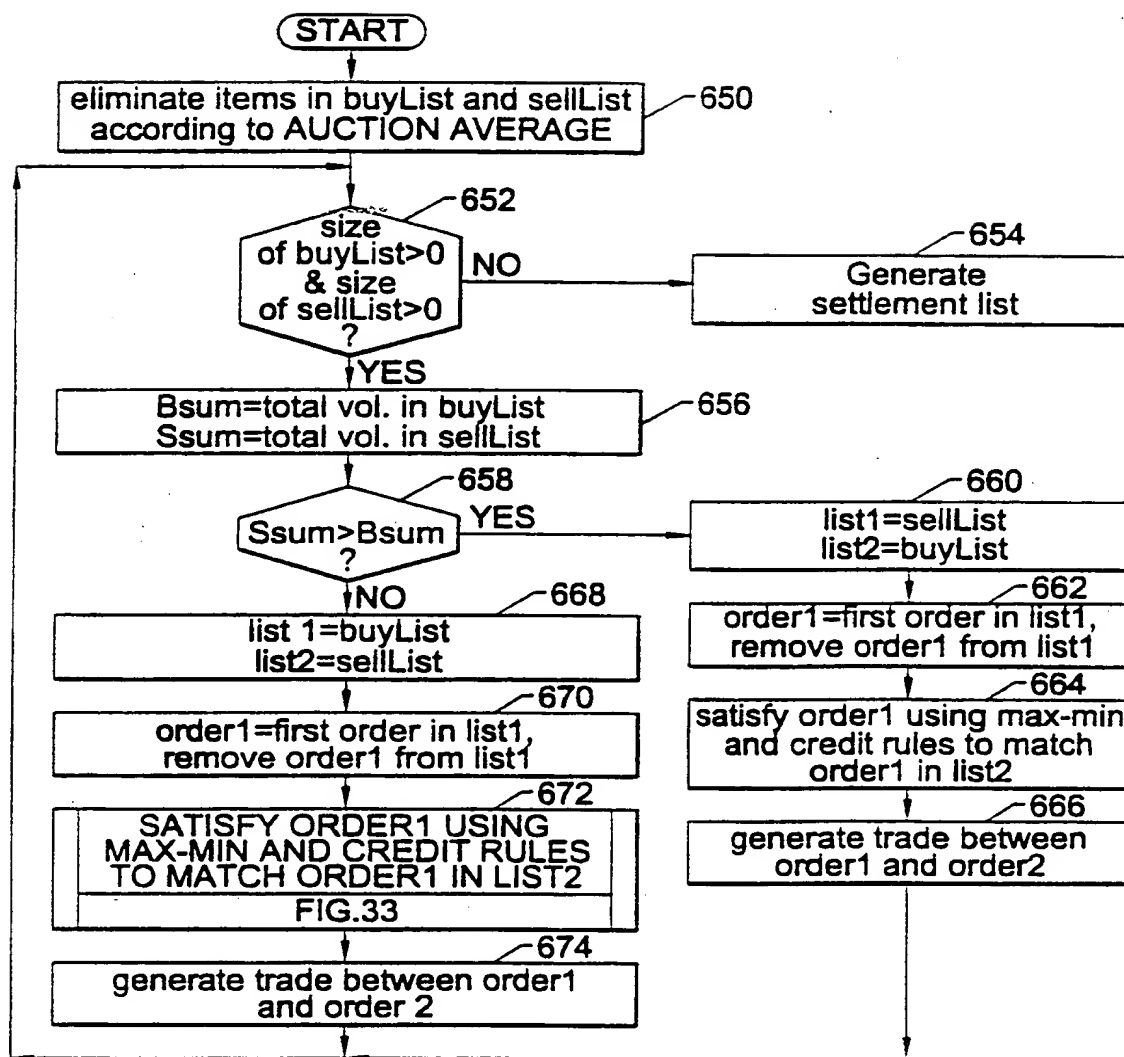 START
eliminate items in buyList and sellList
according to AUCTION AVERAGE
650
652
size
of buyList>0
& size
of sellList>0
?
NO
654
Generate
settlement list
YES
Bsum=total vol. in buyList
Ssum=total vol. in sellList
656
658
Ssum>Bsum
?
YES
660
list1=sellList
list2=buyList
662
order1=first order in list1,
remove order1 from list1
664
satisfy order1 using max-min
and credit rules to match
order1 in list2
666
generate trade between
order1 and order2
NO
668
list 1=buyList
list2=sellList
670
order1=first order in list1,
remove order1 from list1
672
SATISFY ORDER1 USING
MAX-MIN AND CREDIT RULES
TO MATCH ORDER1 IN LIST2
FIG.33
674
generate trade between order1
and order 2